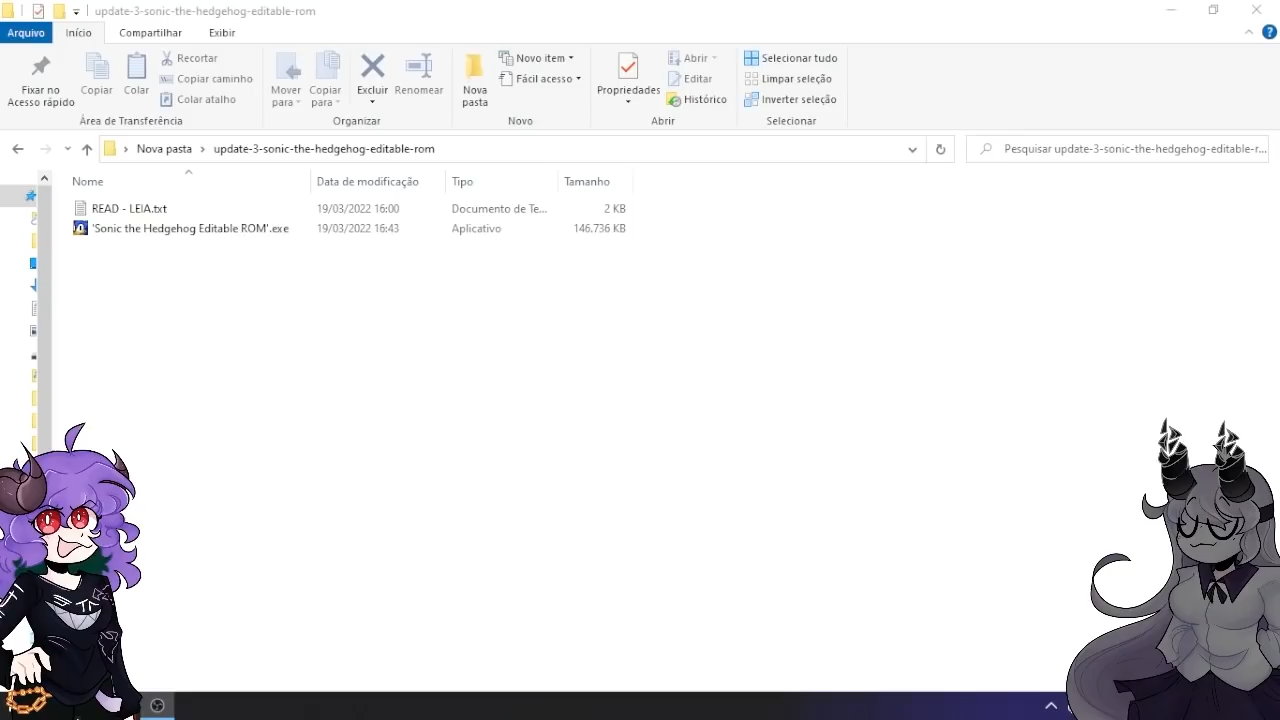 update-3-sonic-the-hedgehog-editable-rom
Arquivo Início Compartilhar Exibir
Fixar no Acesso rápido
Copiar
Colar
Recortar
Copiar caminho
Colar atalho
Mover para
Copiar para
Excluir
Renomear
Nova pasta
Novo item
Fácil acesso
Propriedades
Abrir
Editar
Histórico
Selecionar tudo
Limpar seleção
Inverter seleção
Área de Transferência Organizar Novo Abrir Selecionar
Nova pasta › update-3-sonic-the-hedgehog-editable-rom
Pesquisar update-3-sonic-the-hedgehog-editable-r...
Nome Data de modificação Tipo Tamanho
READ - LEIA.txt 19/03/2022 16:00 Documento de Te... 2 KB
'Sonic the Hedgehog Editable ROM'.exe 19/03/2022 16:43 Aplicativo 146.736 KB